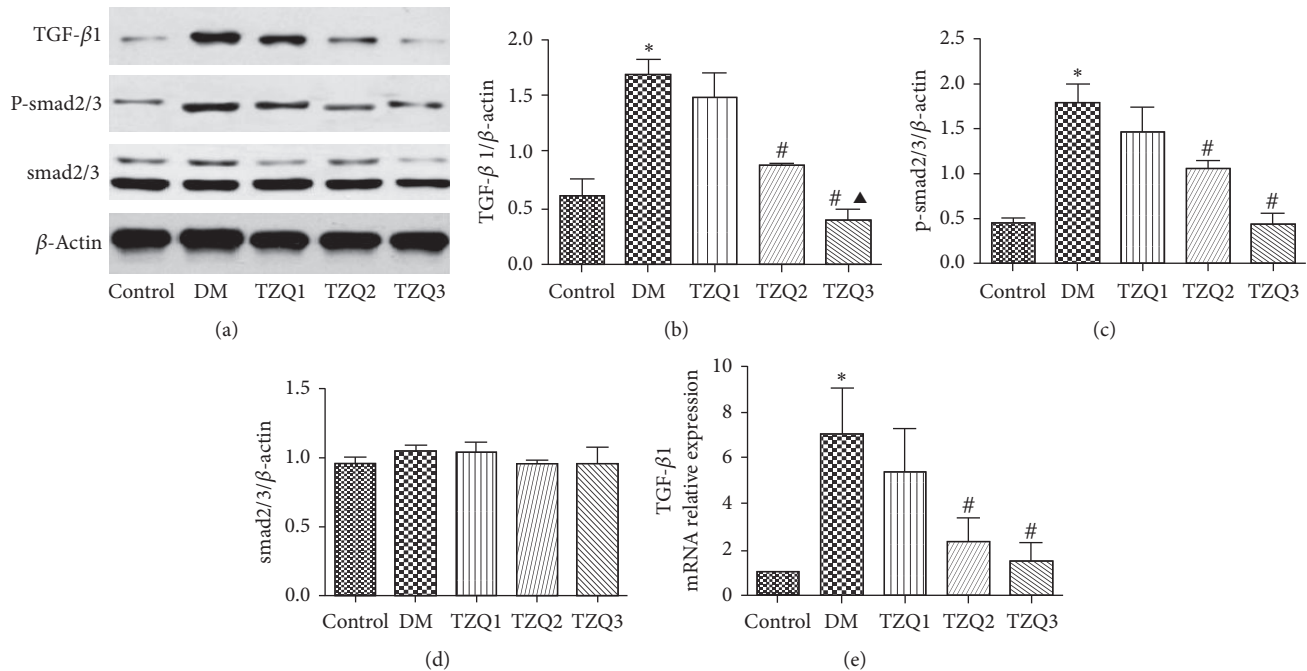 TGF-β1
P-smad2/3
smad2/3
β-Actin
Control DM TZQ1 TZQ2 TZQ3
(a)
TGF-β 1/β-actin
2.0
1.5
1.0
0.5
0.0
*
#
# ▲
Control DM TZQ1 TZQ2 TZQ3
(b)
p-smad2/3/β-actin
2.5
2.0
1.5
1.0
0.5
0.0
*
#
#
Control DM TZQ1 TZQ2 TZQ3
(c)
smad2/3/β-actin
1.5
1.0
0.5
0.0
Control DM TZQ1 TZQ2 TZQ3
(d)
TGF-β1
mRNA relative expression
10
8
6
4
2
0
*
#
#
Control DM TZQ1 TZQ2 TZQ3
(e)